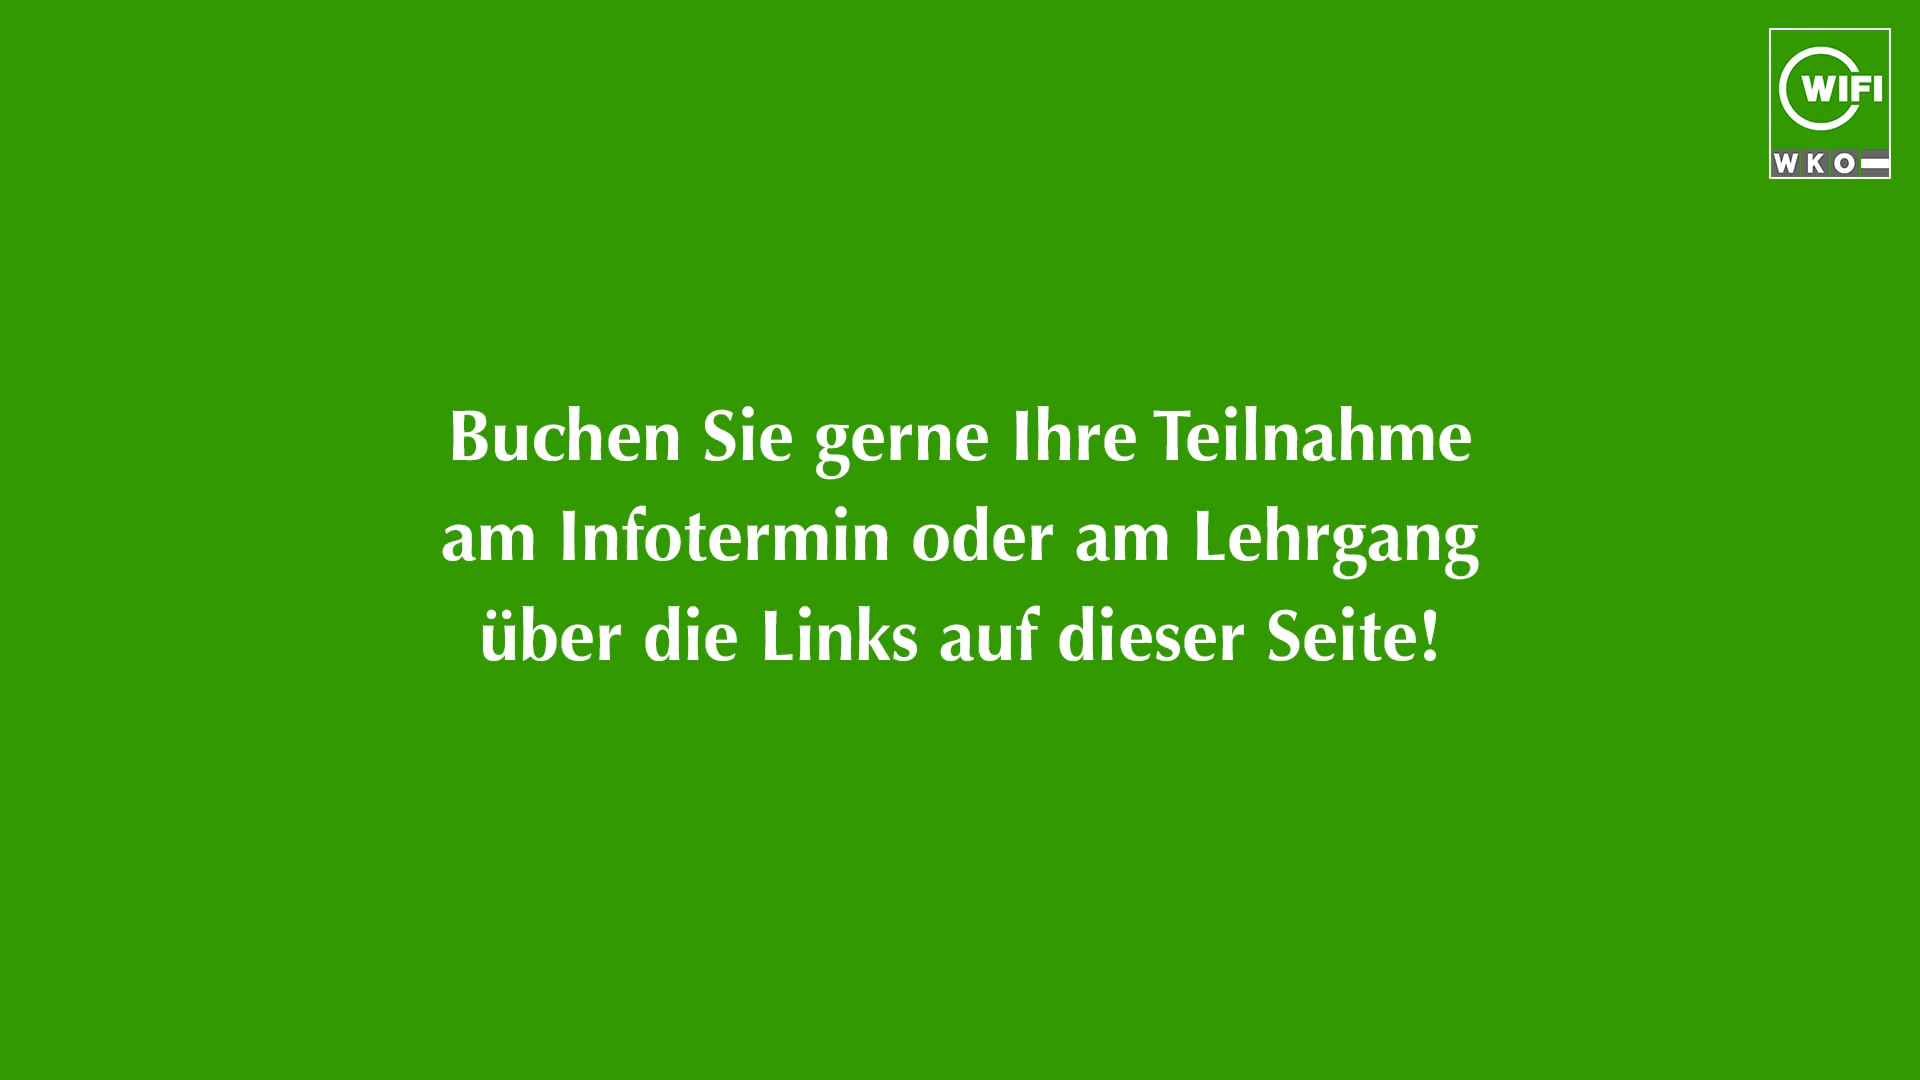 WIFI
WKO
Buchen Sie gerne Ihre Teilnahme
am Infotermin oder am Lehrgang
über die Links auf dieser Seite!